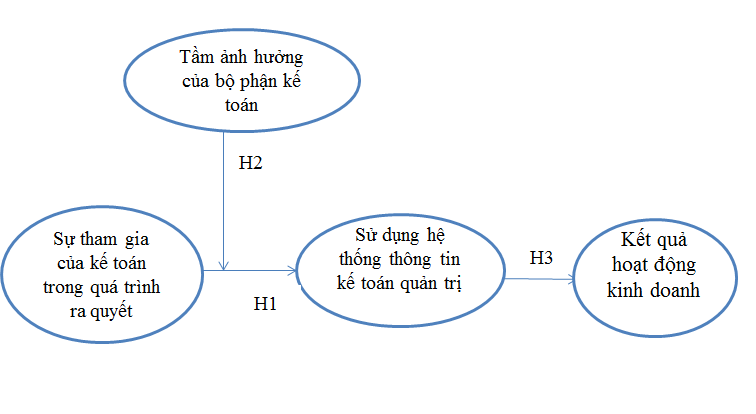 Tầm ảnh hưởng
của bộ phận kế
toán
H2
Sự tham gia
của kế toán
trong quá trình
ra quyết
H1
Sử dụng hệ
thống thông tin
kế toán quản trị
H3
Kết quả
hoạt động
kinh doanh